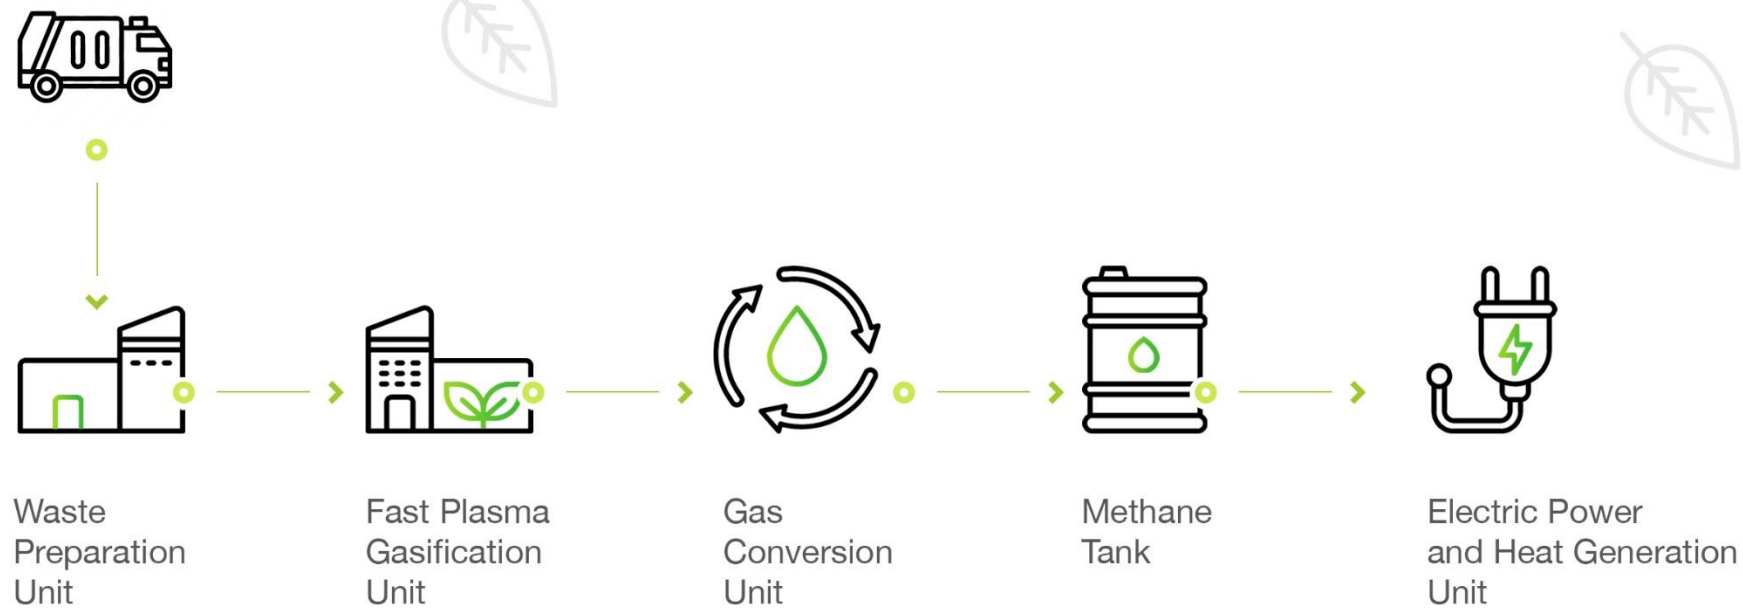 Waste
Preparation
Unit
Fast Plasma
Gasification
Unit
Gas
Conversion
Unit
Methane
Tank
Electric Power
and Heat Generation
Unit